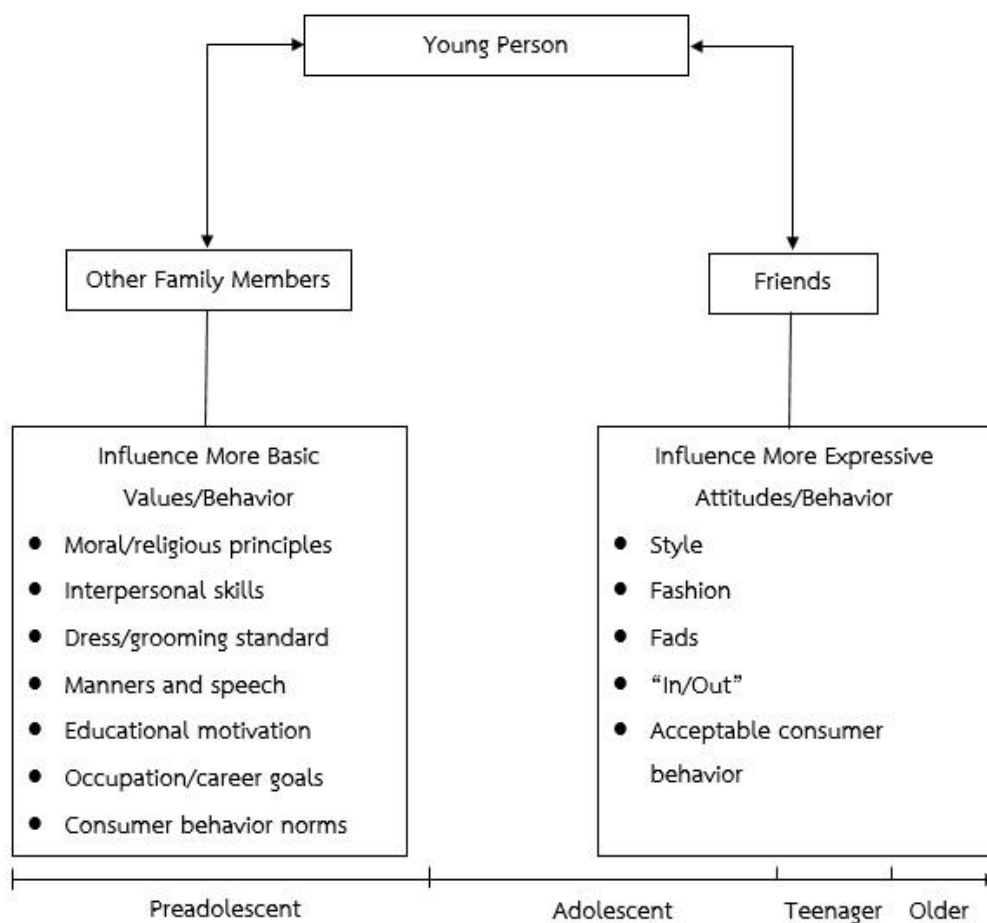 Young Person
Other Family Members
Friends
Influence More Basic
Values/Behavior
● Moral/religious principles
● Interpersonal skills
● Dress/grooming standard
● Manners and speech
● Educational motivation
● Occupation/career goals
● Consumer behavior norms
Influence More Expressive
Attitudes/Behavior
● Style
● Fashion
● Fads
● “In/Out”
● Acceptable consumer
behavior
Preadolescent
Adolescent
Teenager
Older